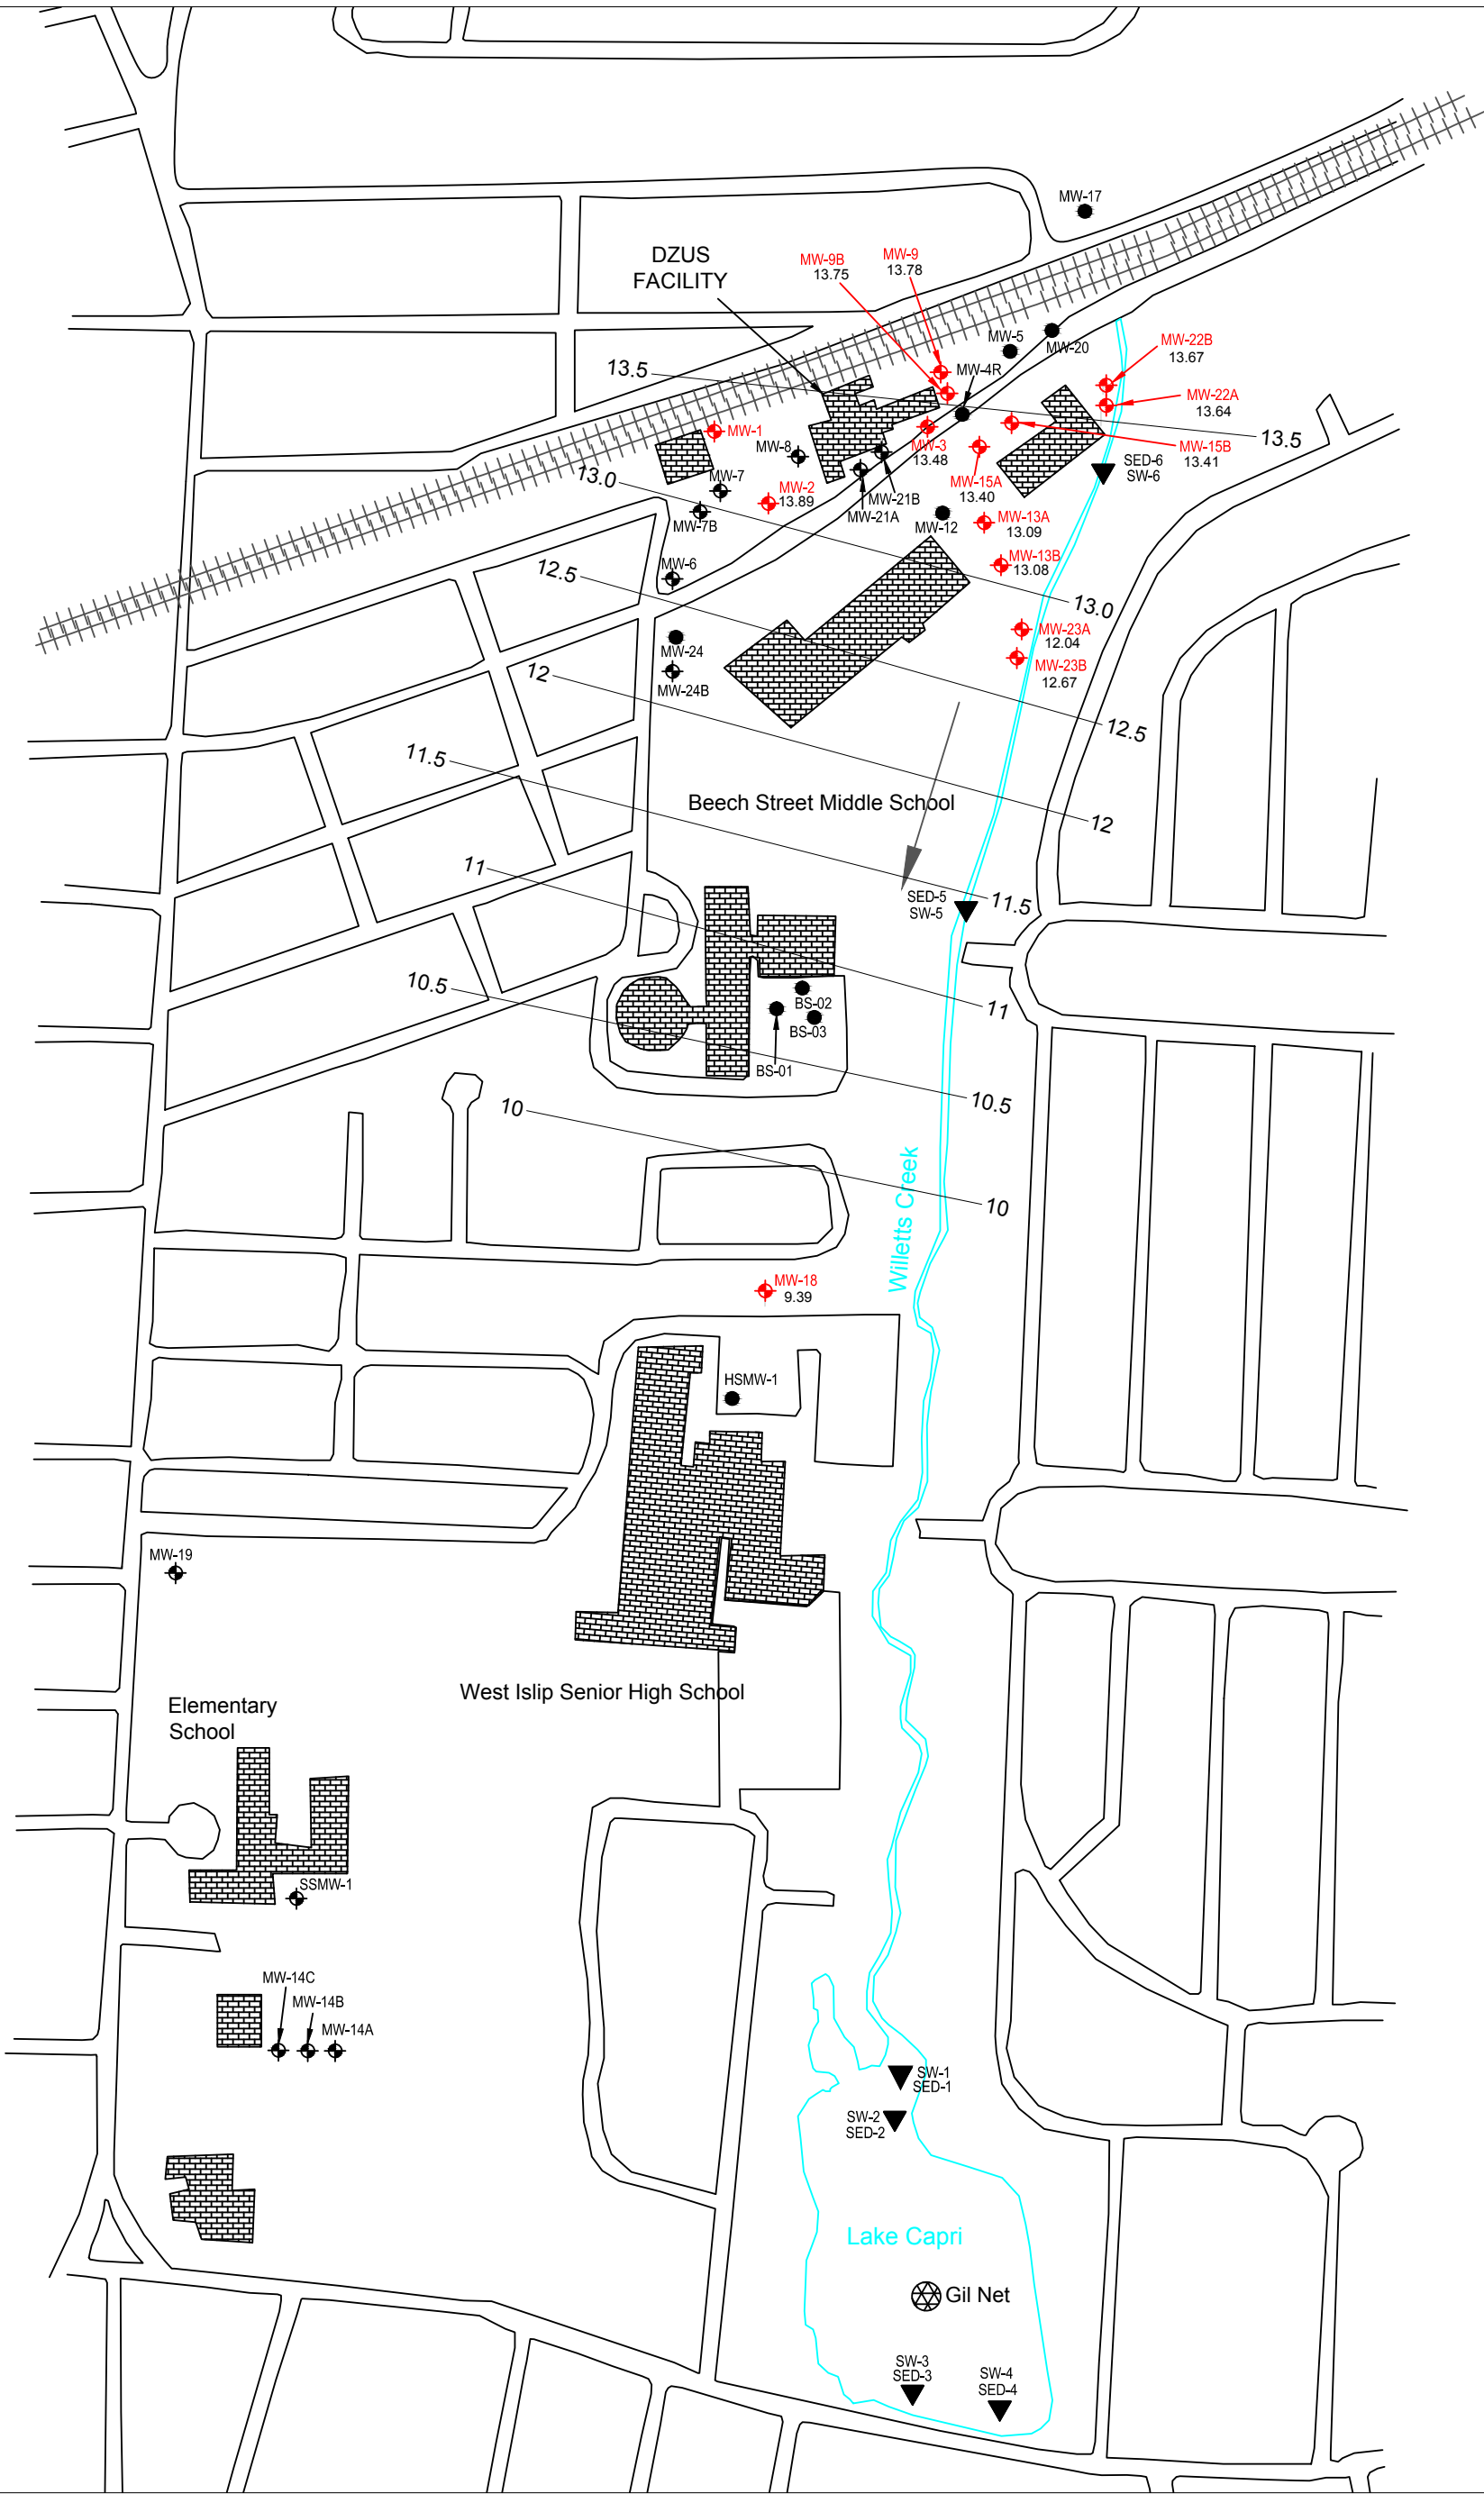 MW-17
DZUS
FACILITY
MW-9B
13.75
MW-9
13.78
MW-5
MW-20
MW-22B
13.67
MW-4R
13.5
MW-22A
13.64
13.5
MW-1
MW-8
MW-3
13.48
MW-15B
13.41
SED-6
SW-6
13.0
MW-7
MW-2
13.89
MW-21B
MW-21A
MW-15A
13.40
MW-7B
MW-12
MW-13A
13.09
MW-13B
13.08
12.5
MW-6
13.0
MW-23A
12.04
MW-24
MW-23B
12.67
12
MW-24B
12.5
11.5
Beech Street Middle School
12
11
SED-5
SW-5
11.5
10.5
BS-02
BS-03
11
BS-01
10
10.5
Willetts Creek
10
MW-18
9.39
HSMW-1
MW-19
West Islip Senior High School
Elementary
School
SSMW-1
MW-14C
MW-14B
MW-14A
SW-1
SED-1
SW-2
SED-2
Lake Capri
Gil Net
SW-3
SED-3
SW-4
SED-4